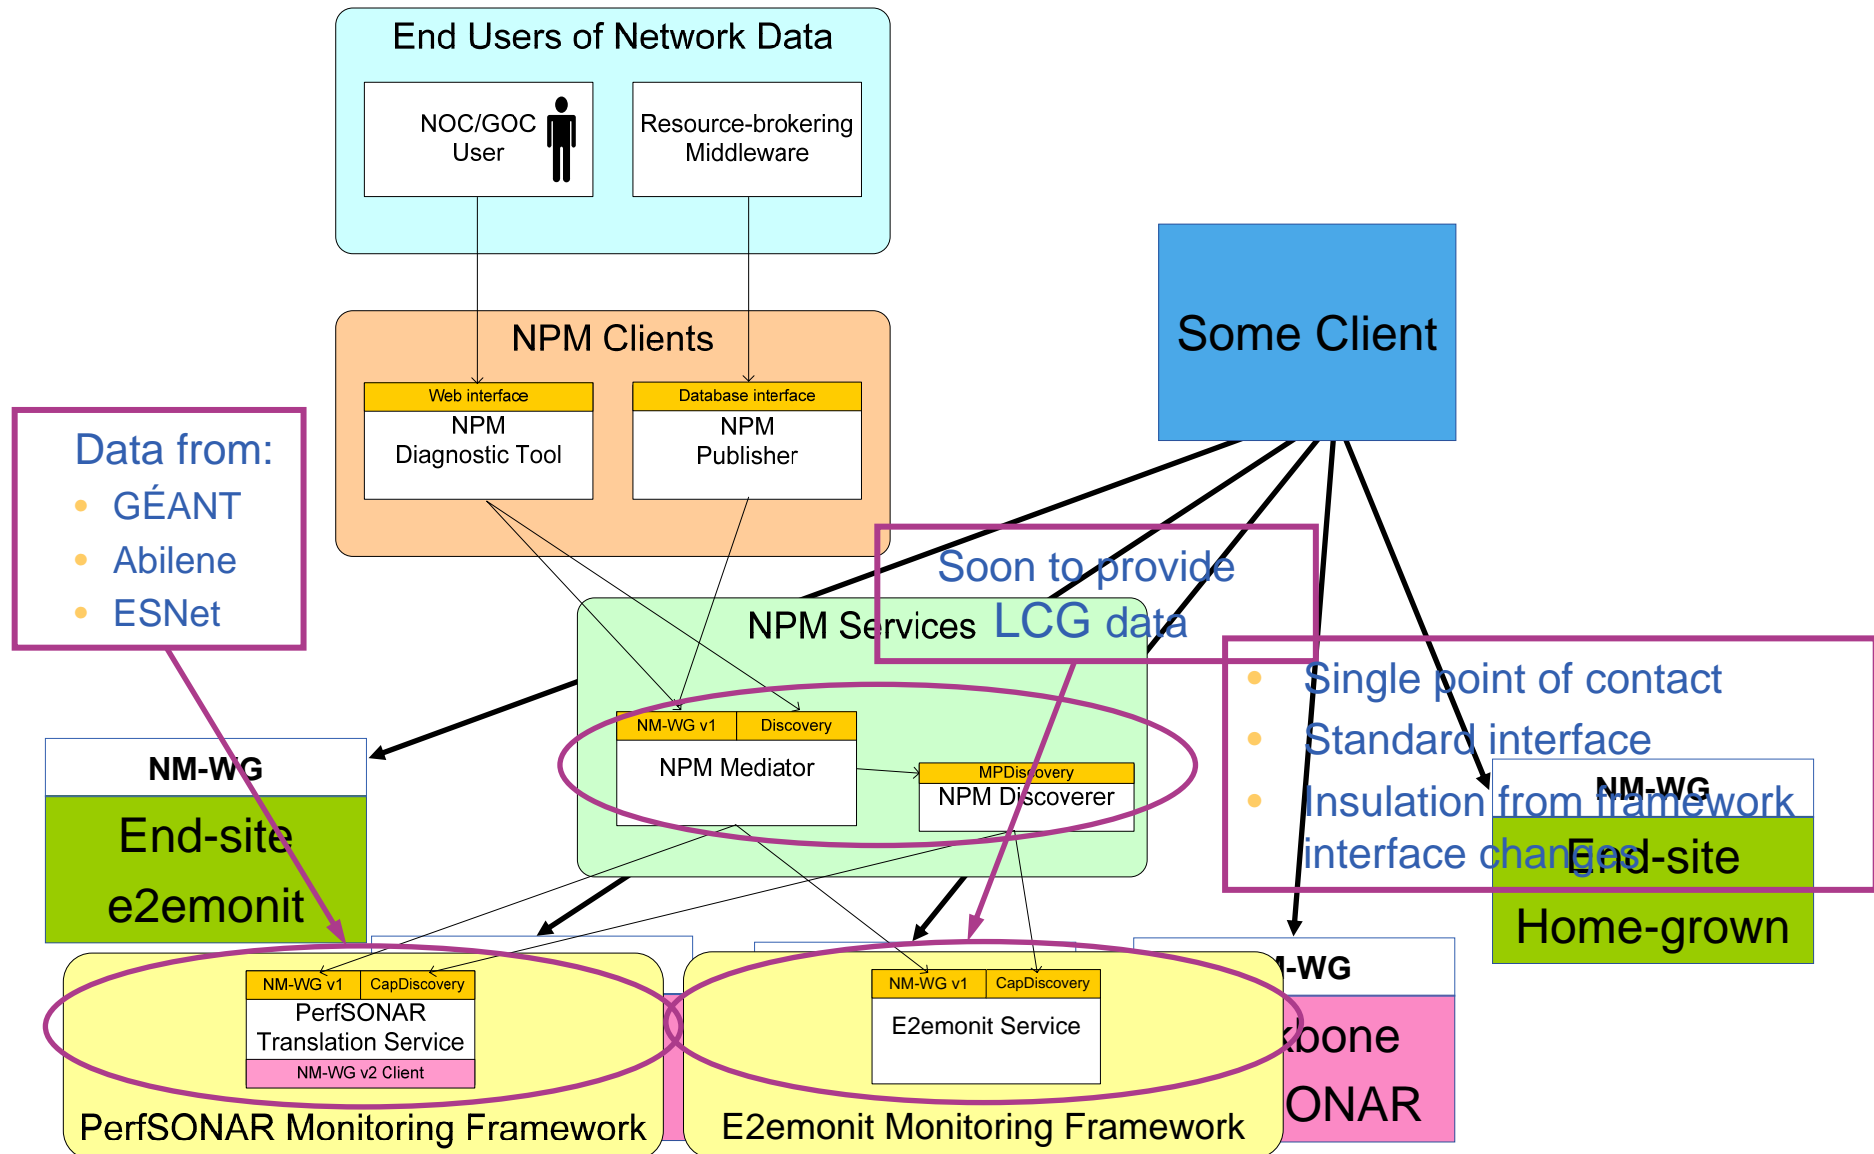 End Users of Network Data
NOC/GOC
User
Resource-brokering
Middleware
NPM Clients
Web interface
NPM
Diagnostic Tool
Database interface
NPM
Publisher
Some Client
Data from:
• GÉANT
• Abilene
• ESNet
Soon to provide
LCG data
NPM Services
• Single point of contact
• Standard interface
• Insulation from framework
interface changes
NM-WG v1
Discovery
NPM Mediator
MPDiscovery
NPM Discoverer
NM-WG
End-site
e2emonit
NM-WG
End-site
Home-grown
NM-WG v1
CapDiscovery
PerfSONAR
Translation Service
NM-WG v2 Client
PerfSONAR Monitoring Framework
NM-WG v1
CapDiscovery
E2emonit Service
E2emonit Monitoring Framework
-WG
kbone
ONAR